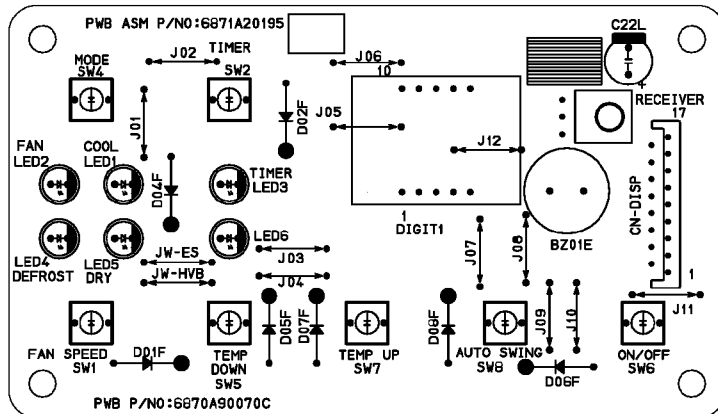 PWB ASM P/NO:6871A20195
C22L
MODE
SW4
J02
TIMER
SW2
J06
10
+
RECEIVER
17
J01
D02F
J05
J12
FAN
LED2
COOL
LED1
D04F
TIMER
LED3
CN-DISP
1
DIGIT1
BZ01E
LED4
DEFROST
LED5
DRY
JW-ES
JW-HVB
LED6
J03
J04
J07
J08
1
J11
D05F
D07F
D08F
J09
J10
FAN SPEED
SW1
D01F
TEMP
DOWN
SW5
TEMP UP
SW7
AUTO SWING
SW8
D06F
ON/OFF
SW6
PWB P/NO:6870A90070C